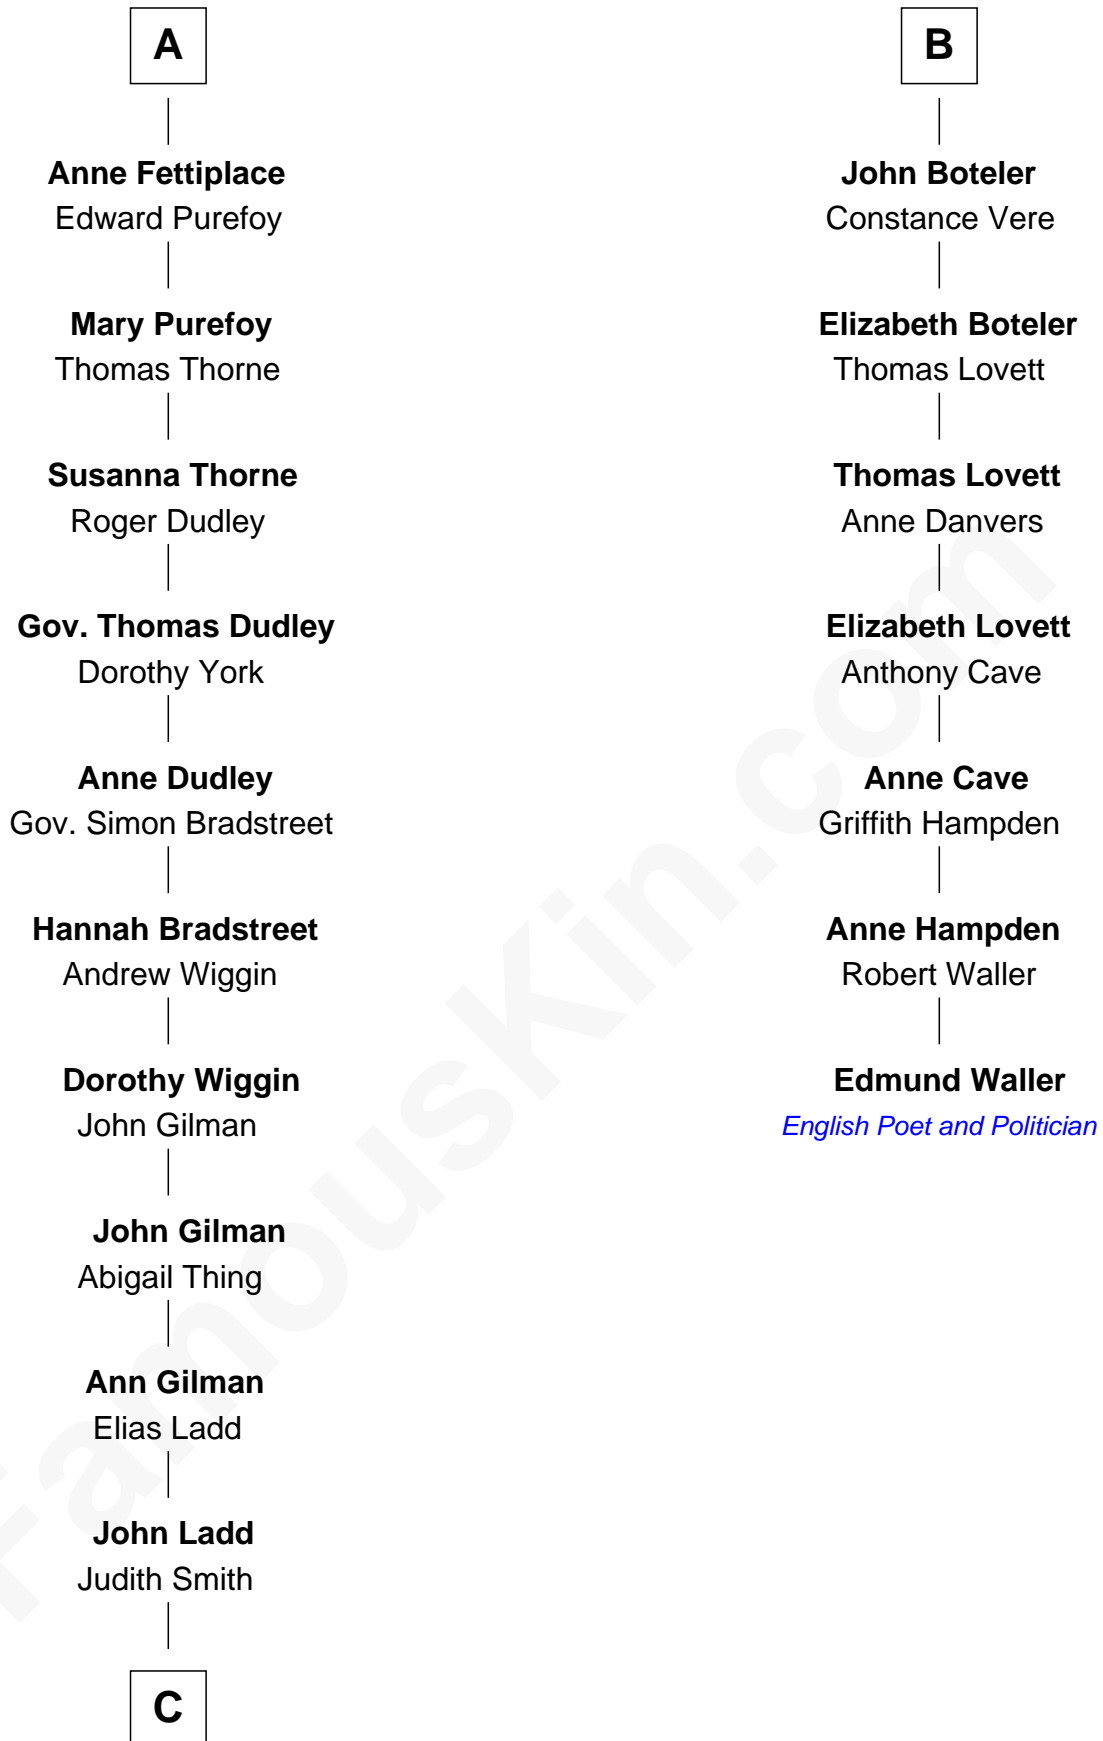 A
Anne Fettiplace
Edward Purefoy
Mary Purefoy
Thomas Thorne
Susanna Thorne
Roger Dudley
Gov. Thomas Dudley
Dorothy York
Anne Dudley
Gov. Simon Bradstreet
Hannah Bradstreet
Andrew Wiggin
Dorothy Wiggin
John Gilman
John Gilman
Abigail Thing
Ann Gilman
Elias Ladd
John Ladd
Judith Smith
C
B
John Boteler
Constance Vere
Elizabeth Boteler
Thomas Lovett
Thomas Lovett
Anne Danvers
Elizabeth Lovett
Anthony Cave
Anne Cave
Griffith Hampden
Anne Hampden
Robert Waller
Edmund Waller
English Poet and Politician
FamousKin.com